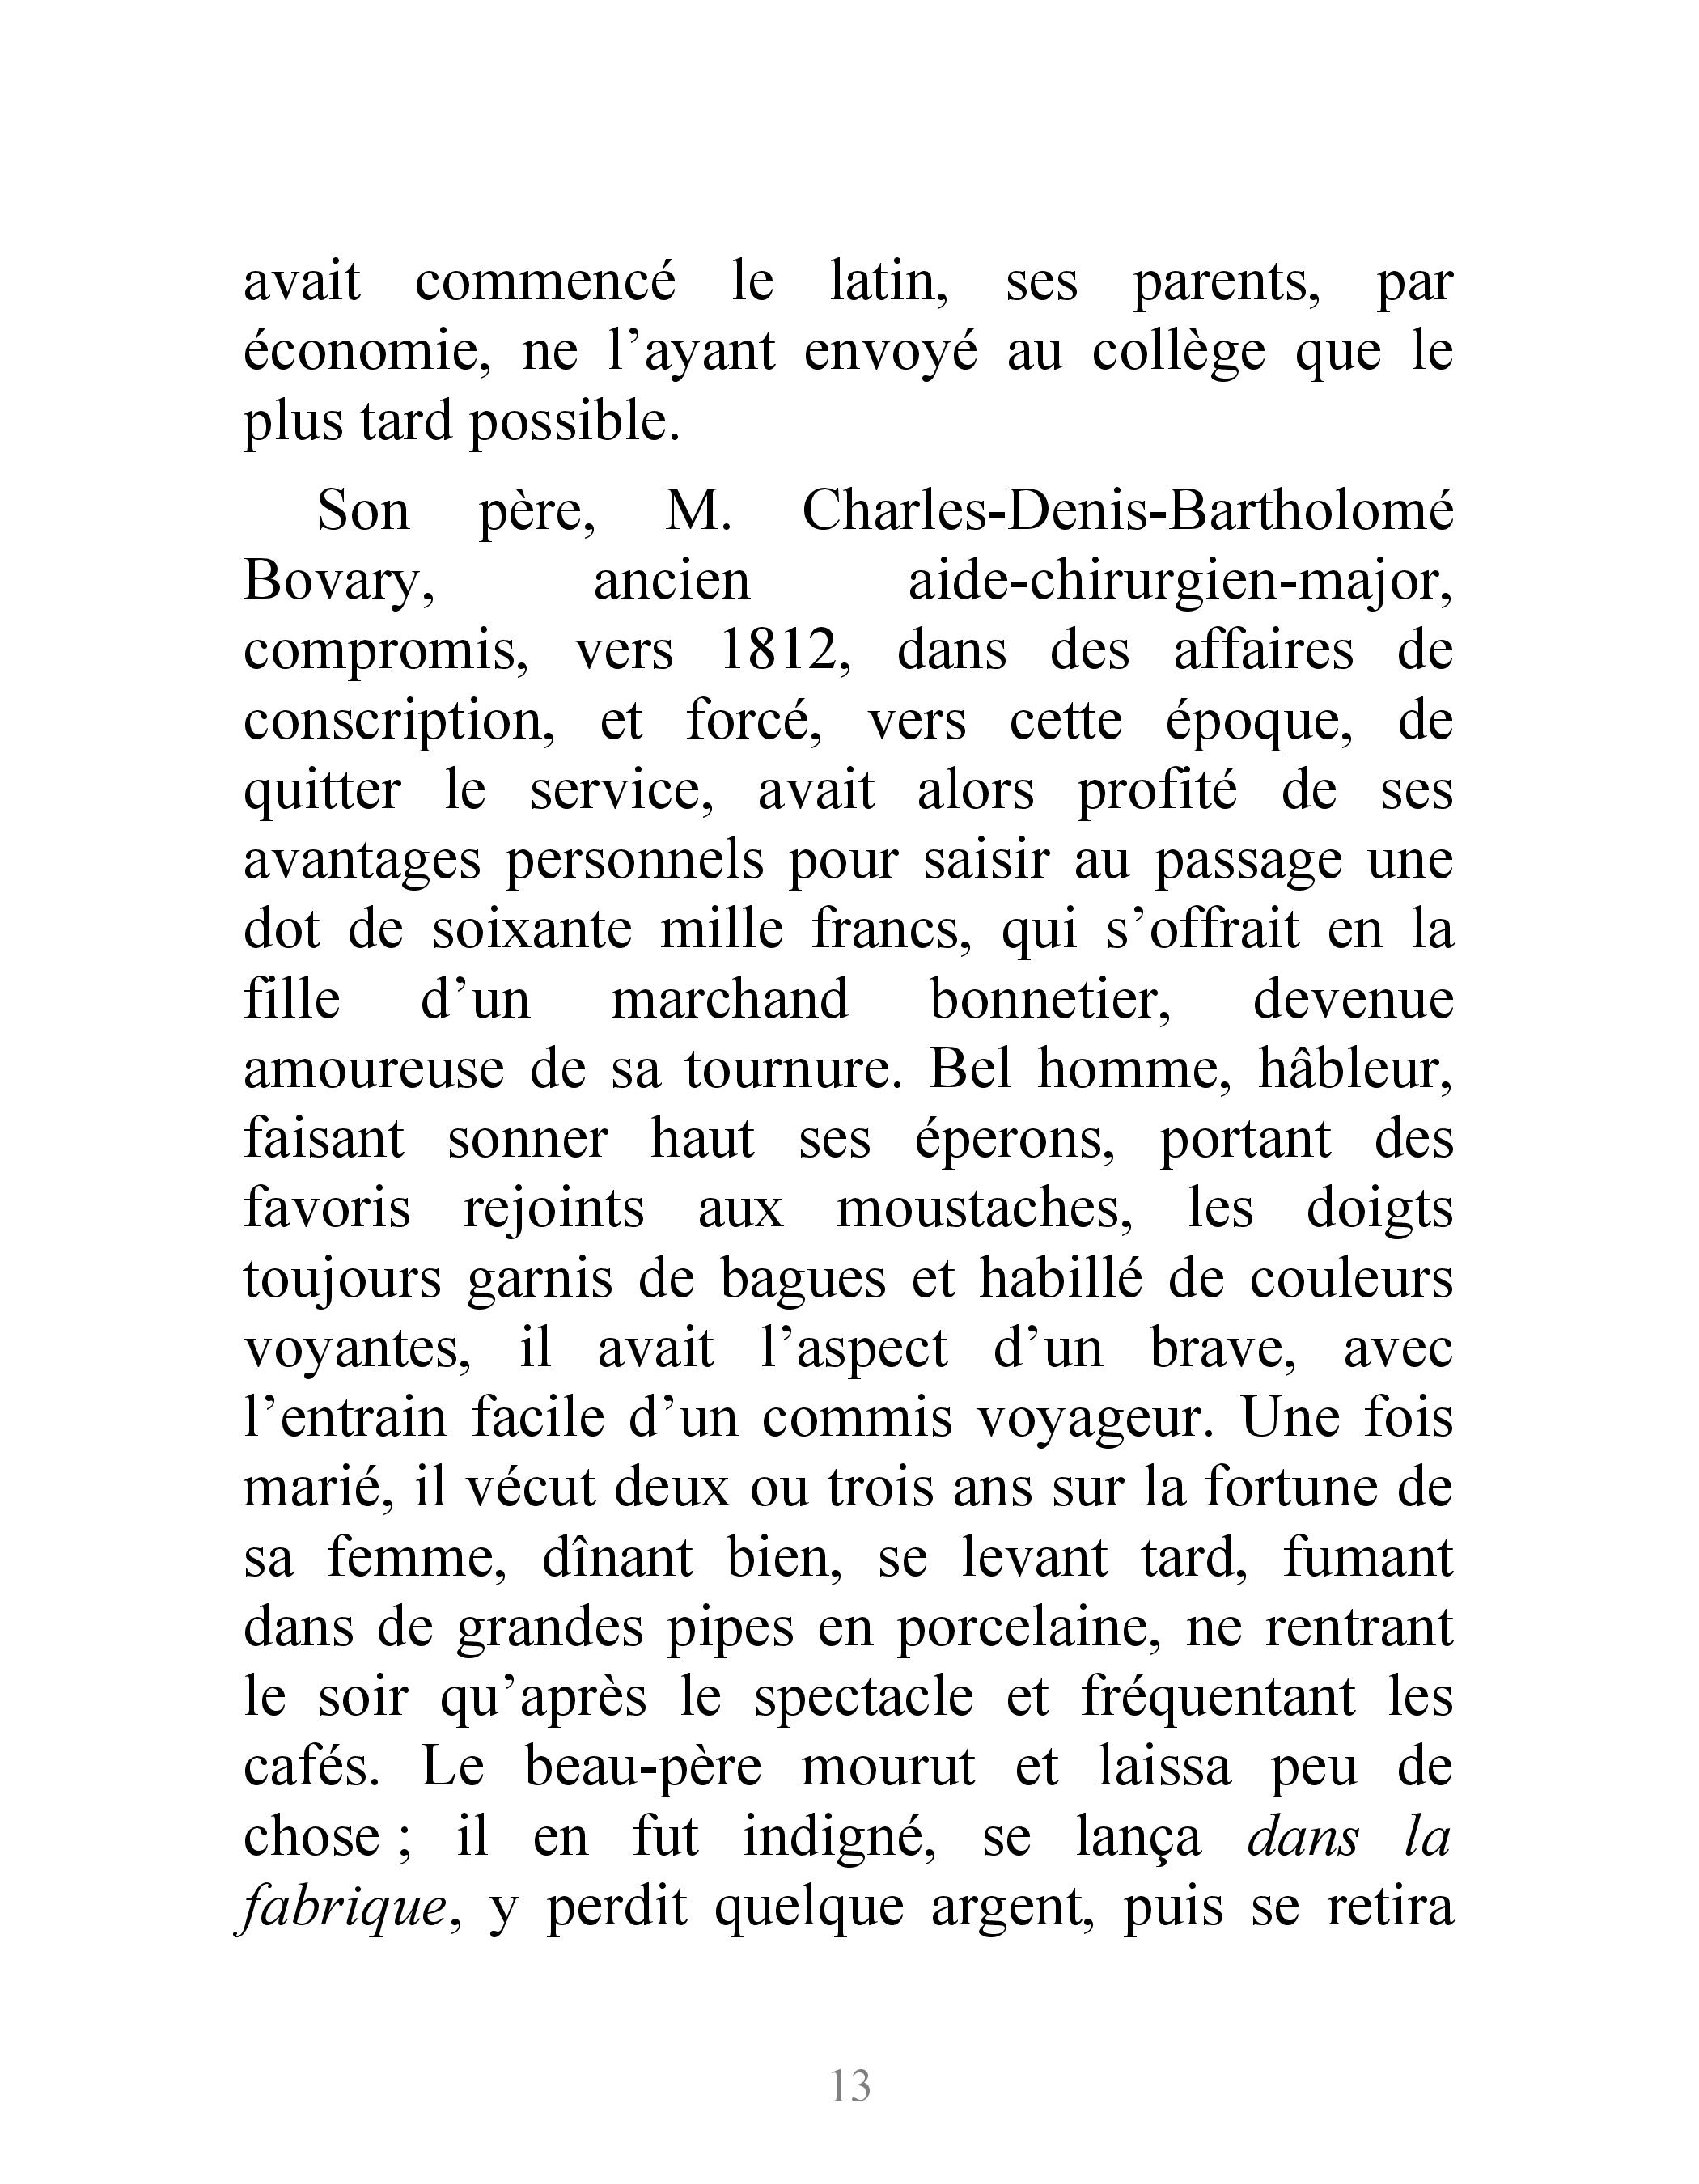 avait commencé le latin, ses parents, par
économie, ne l’ayant envoyé au collège que le
plus tard possible.
Son père, M. Charles-Denis-Bartholomé
Bovary, ancien aide-chirurgien-major,
compromis, vers 1812, dans des affaires de
conscription, et forcé, vers cette époque, de
quitter le service, avait alors profité de ses
avantages personnels pour saisir au passage une
dot de soixante mille francs, qui s’offrait en la
fille d’un marchand bonnetier, devenue
amoureuse de sa tournure. Bel homme, hâbleur,
faisant sonner haut ses éperons, portant des
favoris rejoints aux moustaches, les doigts
toujours garnis de bagues et habillé de couleurs
voyantes, il avait l’aspect d’un brave, avec
l’entrain facile d’un commis voyageur. Une fois
marié, il vécut deux ou trois ans sur la fortune de
sa femme, dînant bien, se levant tard, fumant
dans de grandes pipes en porcelaine, ne rentrant
le soir qu’après le spectacle et fréquentant les
cafés. Le beau-père mourut et laissa peu de
chose ; il en fut indigné, se lança dans la
fabrique, y perdit quelque argent, puis se retira
13